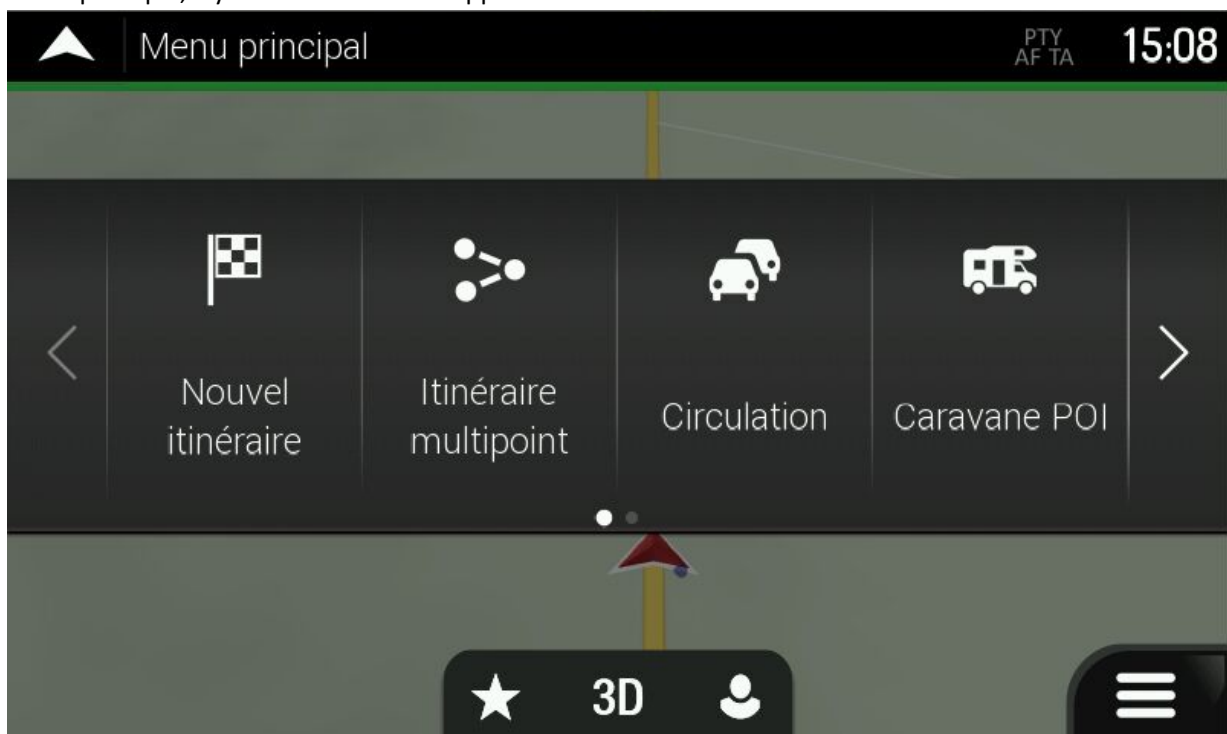 Menu principal
PTY
AF TA
15:08
Nouvel
itinéraire
Itinéraire
multipoint
Circulation
Caravane POI
3D